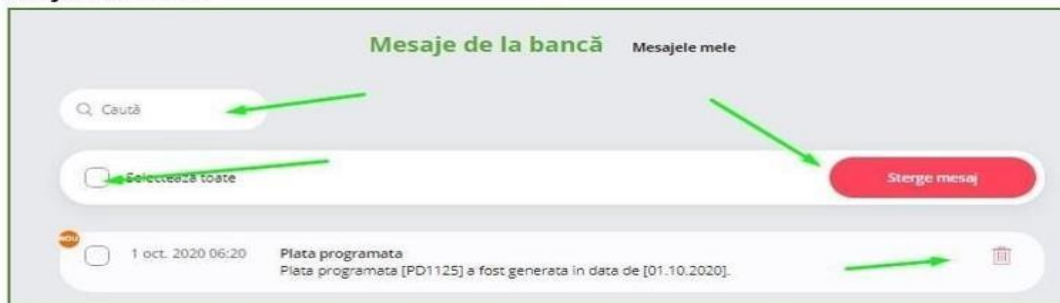 Mesaje de la bancă Mesajele mele
Caută
Selectează toate
Sterge mesaj
NOU
1 oct. 2020 06:20 Plata programata
Plata programata [PD1125] a fost generata in data de [01.10.2020].